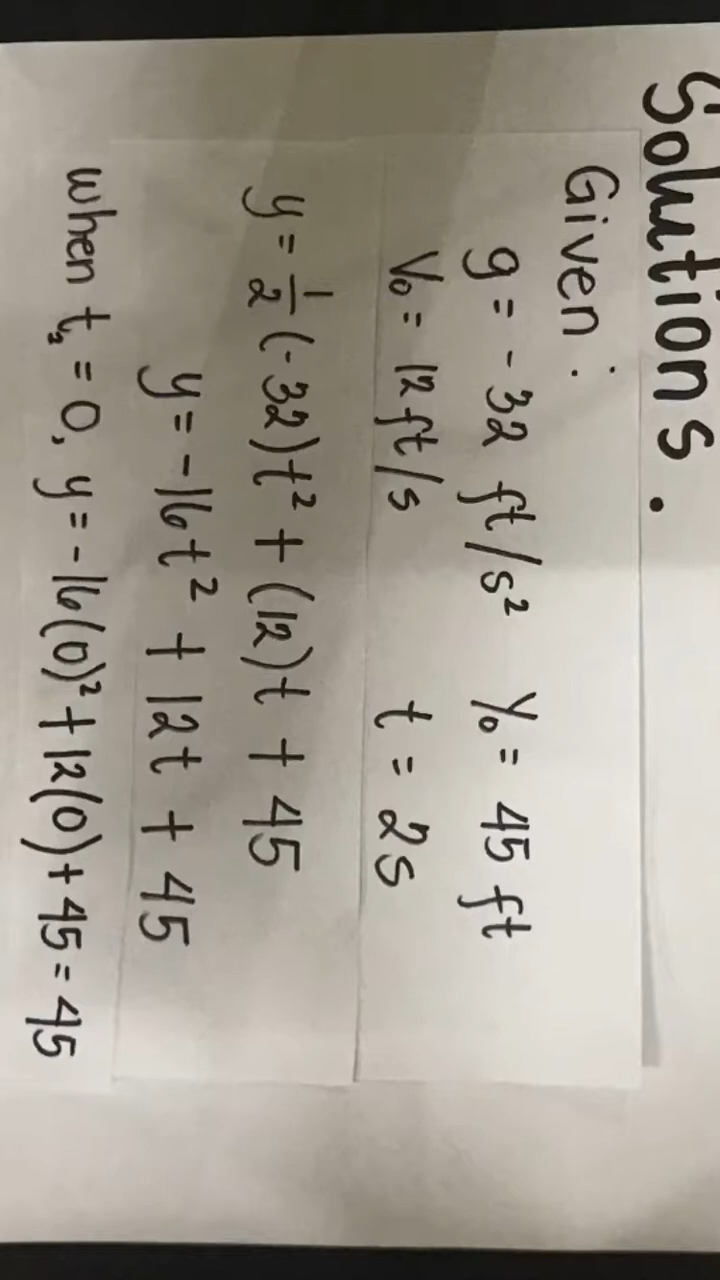 Solutions.
Given:
g = -32 ft/s² y₀ = 45 ft
V₀ = 12 ft/s t = 2s
y = 1/2 (-32)t² + (12)t + 45
y = -16t² + 12t + 45
when t₂ = 0, y = -16(0)² + 12(0) + 45 = 45